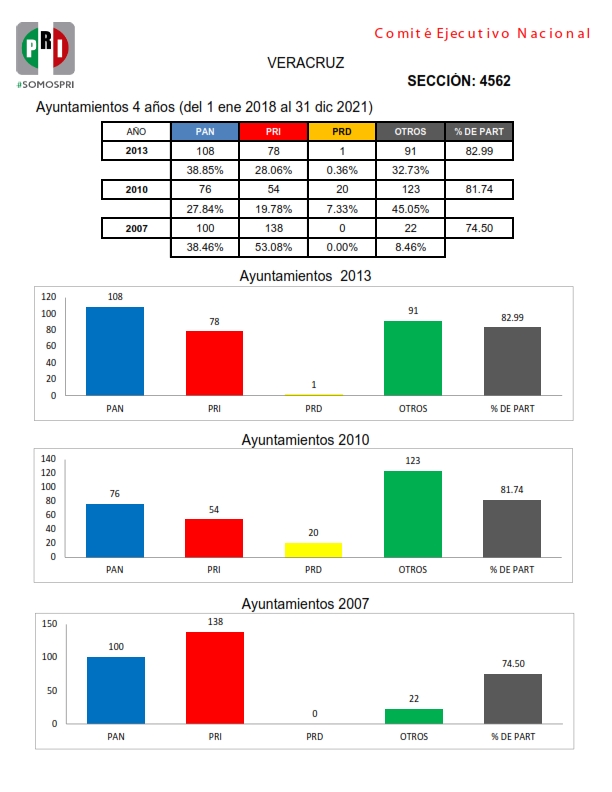 Comité Ejecutivo Nacional
PRI
#SOMOSPRI
VERACRUZ
SECCIÓN: 4562
Ayuntamientos 4 años (del 1 ene 2018 al 31 dic 2021)
AÑO PAN PRI PRD OTROS % DE PART
2013 108 78 1 91 82.99
38.85% 28.06% 0.36% 32.73%
2010 76 54 20 123 81.74
27.84% 19.78% 7.33% 45.05%
2007 100 138 0 22 74.50
38.46% 53.08% 0.00% 8.46%
Ayuntamientos 2013
120
100
80
60
40
20
0
108 78 1 91 82.99
PAN PRI PRD OTROS % DE PART
Ayuntamientos 2010
140
120
100
80
60
40
20
0
76 54 20 123 81.74
PAN PRI PRD OTROS % DE PART
Ayuntamientos 2007
150
100
50
0
100 138 0 22 74.50
PAN PRI PRD OTROS % DE PART